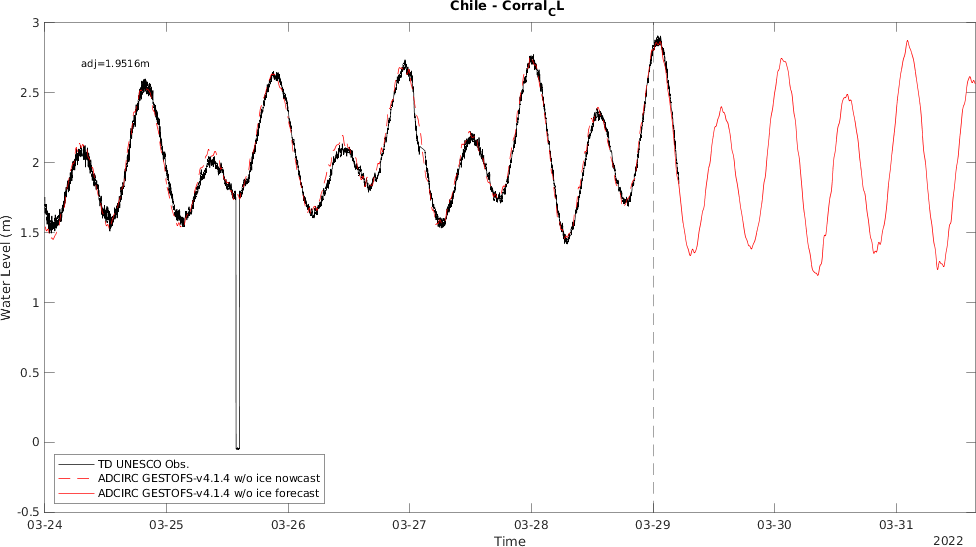 Chile - Corral_CL
adj=1.9516m
3
2.5
2
1.5
1
0.5
0
-0.5
Water Level (m)
TD UNESCO Obs.
ADCIRC GESTOFS-v4.1.4 w/o ice nowcast
ADCIRC GESTOFS-v4.1.4 w/o ice forecast
03-24 03-25 03-26 03-27 03-28 03-29 03-30 03-31
Time
2022